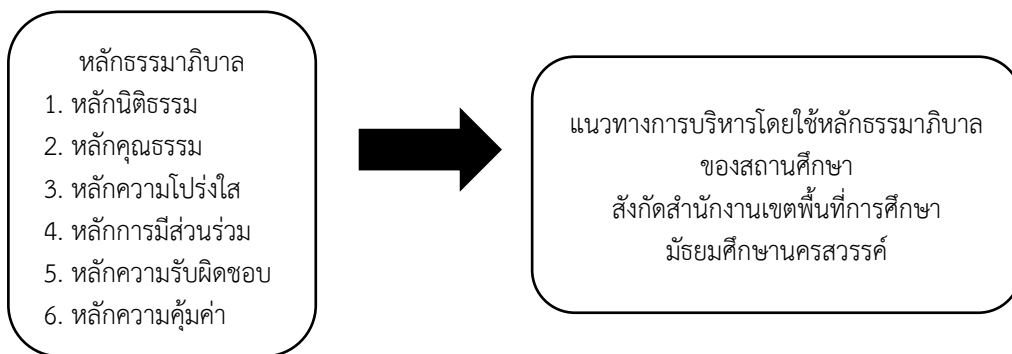 หลักธรรมาภิบาล
1. หลักนิติธรรม
2. หลักคุณธรรม
3. หลักความโปร่งใส
4. หลักการมีส่วนร่วม
5. หลักความรับผิดชอบ
6. หลักความคุ้มค่า
แนวทางการบริหารโดยใช้หลักธรรมาภิบาล
ของสถานศึกษา
สังกัดสำนักงานเขตพื้นที่การศึกษา
มัธยมศึกษานครสวรรค์